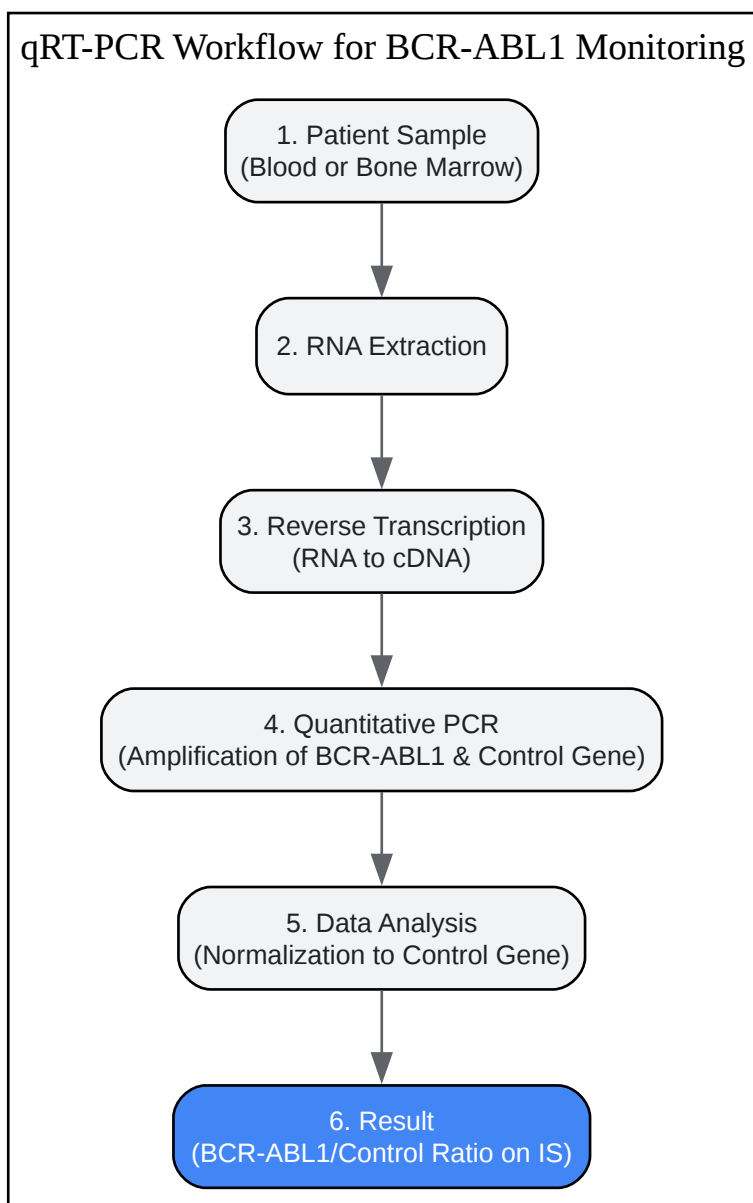 qRT-PCR Workflow for BCR-ABL1 Monitoring
1. Patient Sample
(Blood or Bone Marrow)
2. RNA Extraction
3. Reverse Transcription
(RNA to cDNA)
4. Quantitative PCR
(Amplification of BCR-ABL1 & Control Gene)
5. Data Analysis
(Normalization to Control Gene)
6. Result
(BCR-ABL1/Control Ratio on IS)